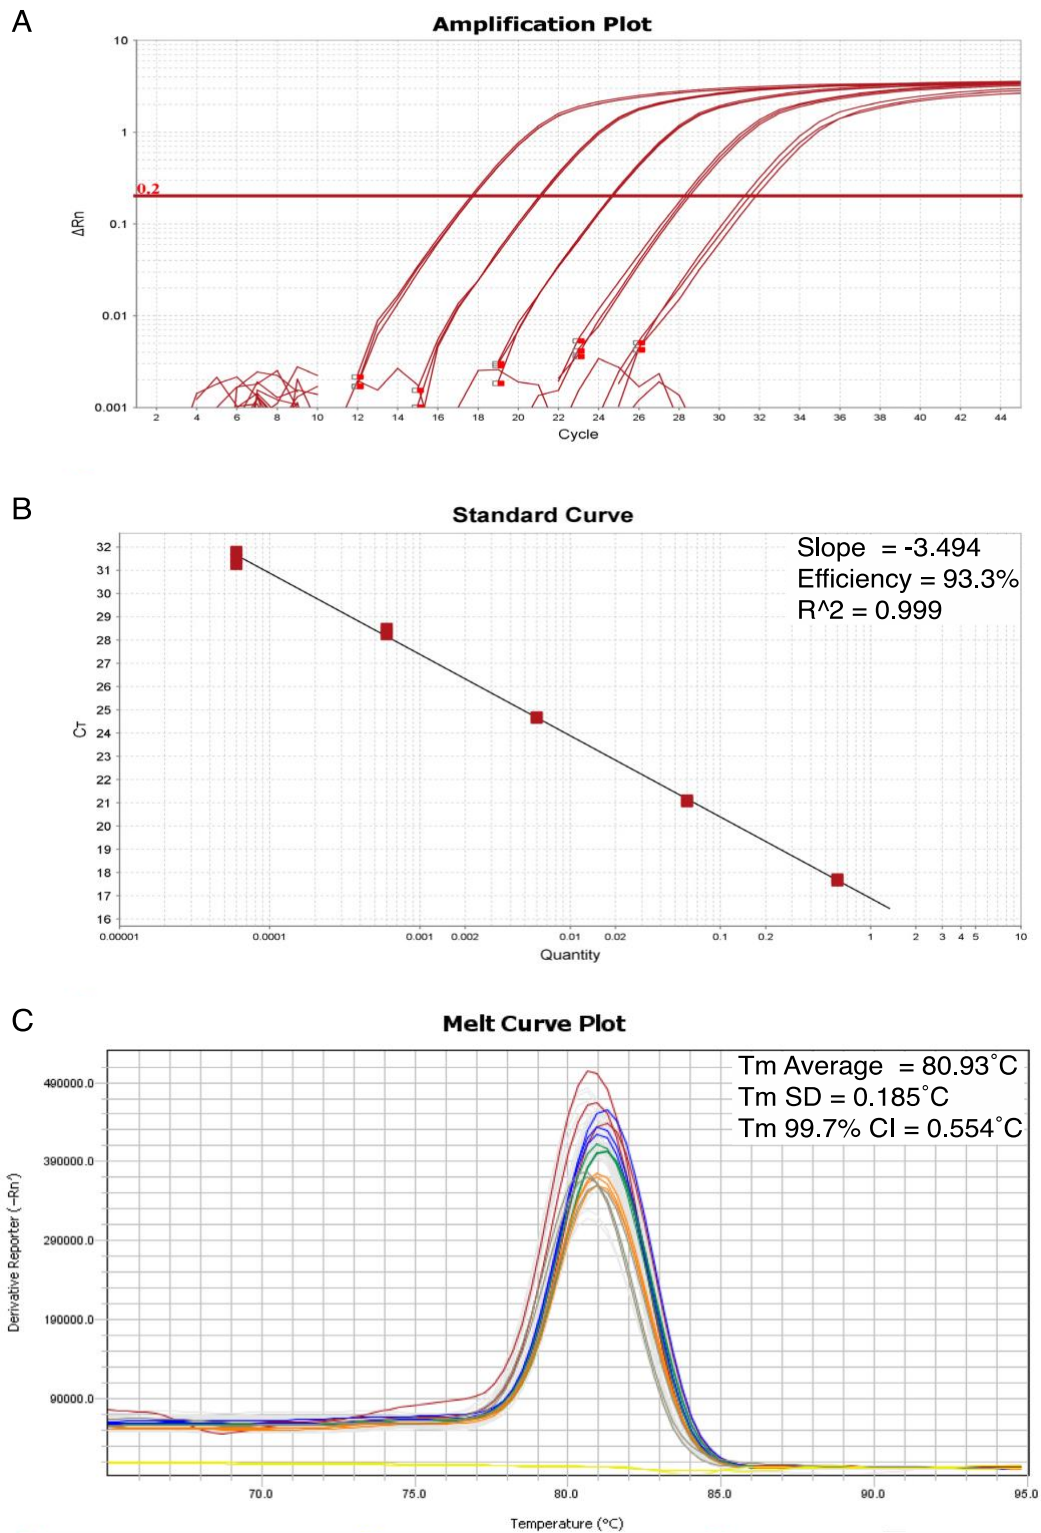 A
Amplification Plot
10
1
0.2
0.1
0.01
0.001
ΔRn
2 4 6 8 10 12 14 16 18 20 22 24 26 28 30 32 34 36 38 40 42 44
Cycle
B
Standard Curve
Slope = -3.494
Efficiency = 93.3%
R^2 = 0.999
32
31
30
29
28
27
26
25
24
23
22
21
20
19
18
17
16
CT
0.00001 0.0001 0.001 0.002 0.01 0.02 0.1 0.2 1 2 3 4 5 10
Quantity
C
Melt Curve Plot
Tm Average = 80.93˚C
Tm SD = 0.185˚C
Tm 99.7% CI = 0.554˚C
490000.0
390000.0
290000.0
190000.0
90000.0
Derivative Reporter (-Rn')
70.0 75.0 80.0 85.0 90.0 95.0
Temperature (°C)